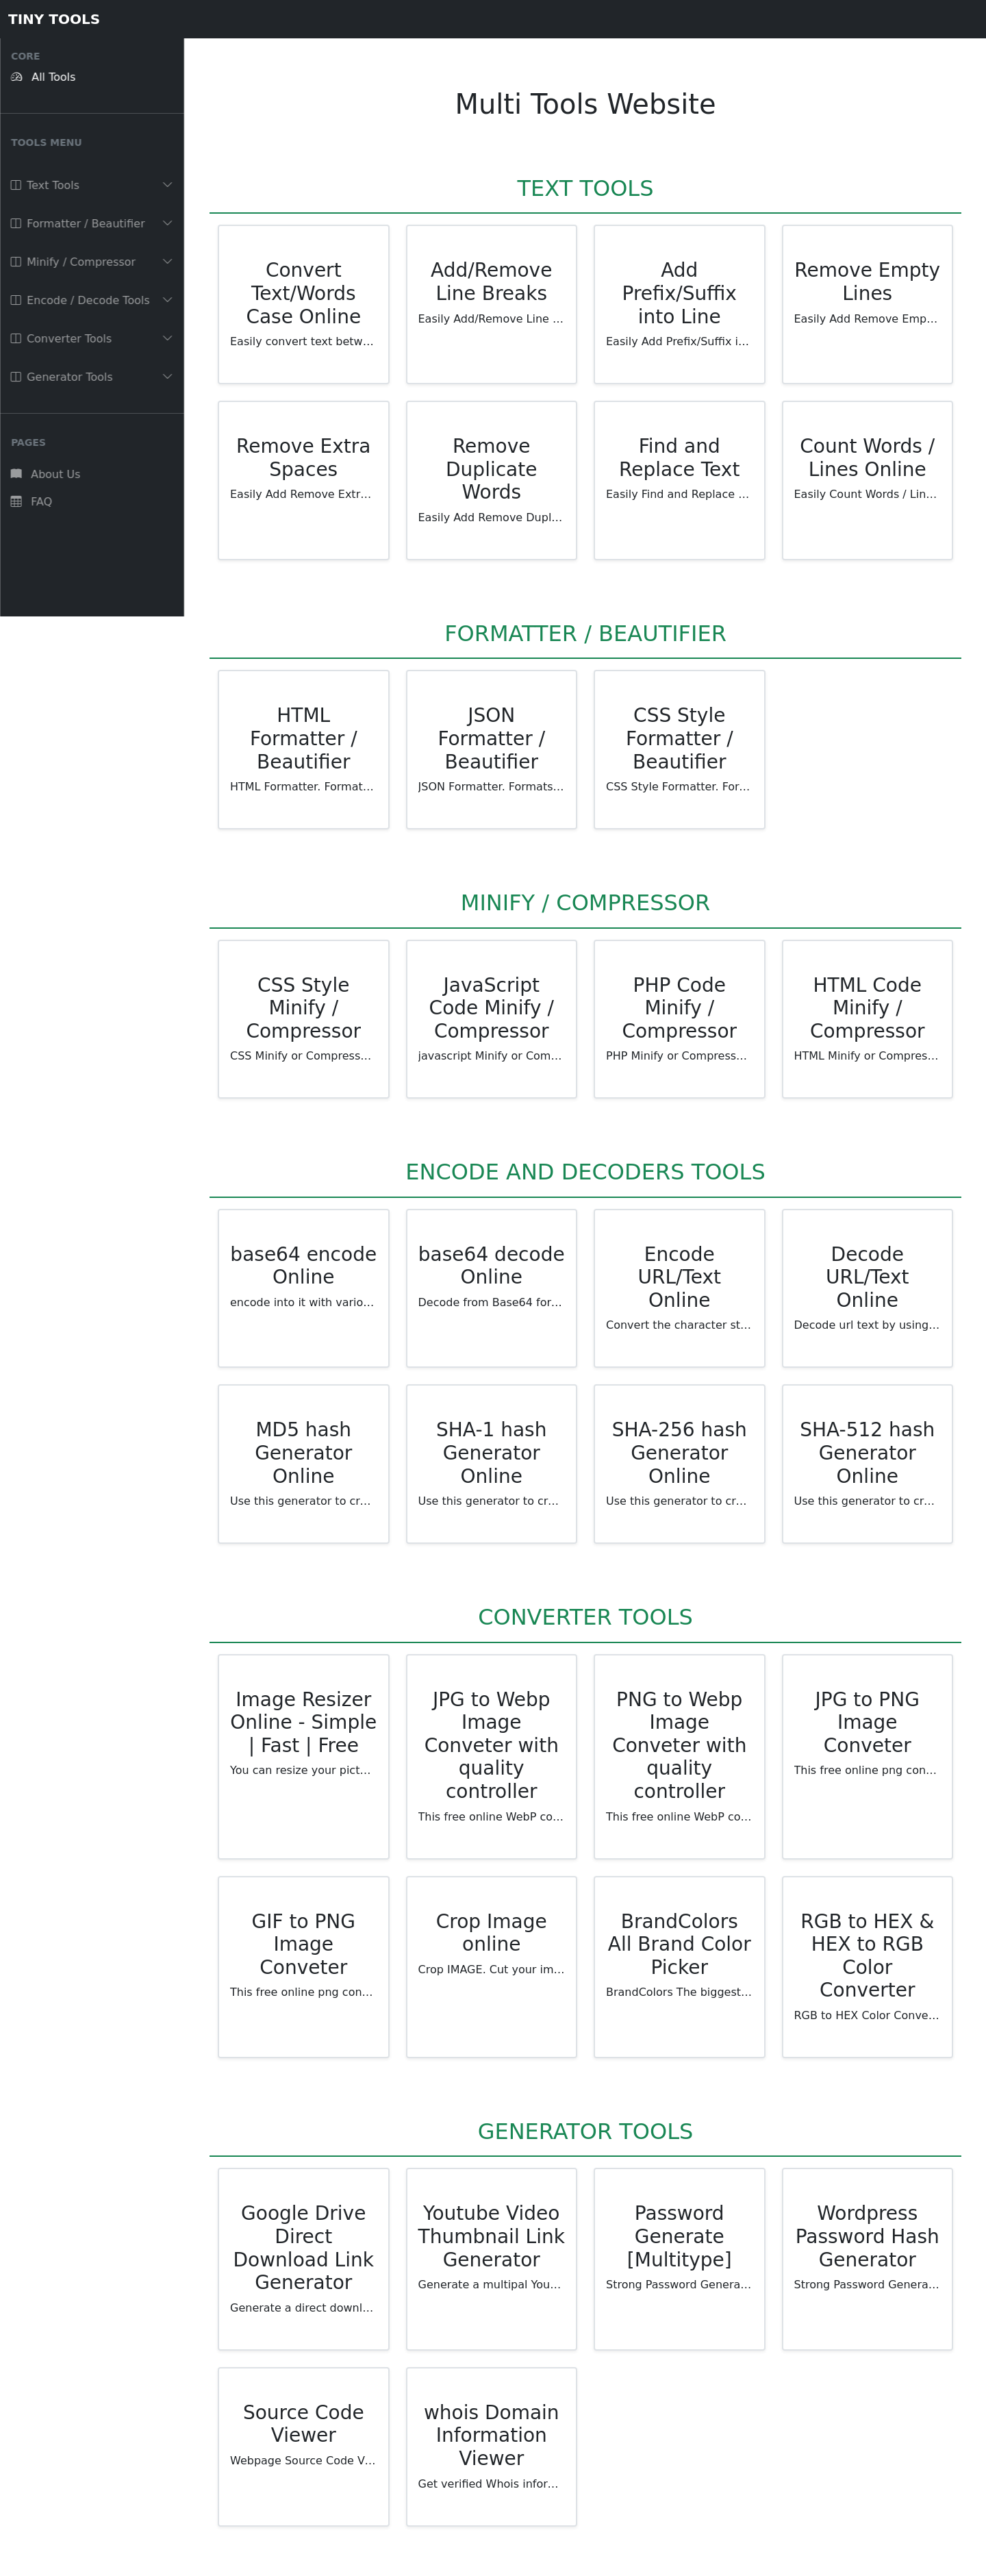 TINY TOOLS
CORE
All Tools
TOOLS MENU
Text Tools
Formatter / Beautifier
Minify / Compressor
Encode / Decode Tools
Converter Tools
Generator Tools
PAGES
About Us
FAQ
Multi Tools Website
TEXT TOOLS
Convert
Text/Words
Case Online
Easily convert text betw...
Add/Remove
Line Breaks
Easily Add/Remove Line ...
Add
Prefix/Suffix
into Line
Easily Add Prefix/Suffix i...
Remove Empty
Lines
Easily Add Remove Emp...
Remove Extra
Spaces
Easily Add Remove Extr...
Remove
Duplicate
Words
Easily Add Remove Dupl...
Find and
Replace Text
Easily Find and Replace ...
Count Words /
Lines Online
Easily Count Words / Lin...
FORMATTER / BEAUTIFIER
HTML
Formatter /
Beautifier
HTML Formatter. Format...
JSON
Formatter /
Beautifier
JSON Formatter. Formats...
CSS Style
Formatter /
Beautifier
CSS Style Formatter. For...
MINIFY / COMPRESSOR
CSS Style
Minify /
Compressor
CSS Minify or Compress...
JavaScript
Code Minify /
Compressor
javascript Minify or Com...
PHP Code
Minify /
Compressor
PHP Minify or Compress...
HTML Code
Minify /
Compressor
HTML Minify or Compres...
ENCODE AND DECODERS TOOLS
base64 encode
Online
encode into it with vario...
base64 decode
Online
Decode from Base64 for...
Encode
URL/Text
Online
Convert the character st...
Decode
URL/Text
Online
Decode url text by using...
MD5 hash
Generator
Online
Use this generator to cr...
SHA-1 hash
Generator
Online
Use this generator to cr...
SHA-256 hash
Generator
Online
Use this generator to cr...
SHA-512 hash
Generator
Online
Use this generator to cr...
CONVERTER TOOLS
Image Resizer
Online - Simple
| Fast | Free
You can resize your pict...
JPG to Webp
Image
Conveter with
quality
controller
This free online WebP co...
PNG to Webp
Image
Conveter with
quality
controller
This free online WebP co...
JPG to PNG
Image
Conveter
This free online png con...
GIF to PNG
Image
Conveter
This free online png con...
Crop Image
online
Crop IMAGE. Cut your im...
BrandColors
All Brand Color
Picker
BrandColors The biggest...
RGB to HEX &
HEX to RGB
Color
Converter
RGB to HEX Color Conve...
GENERATOR TOOLS
Google Drive
Direct
Download Link
Generator
Generate a direct downl...
Youtube Video
Thumbnail Link
Generator
Generate a multipal You...
Password
Generate
[Multitype]
Strong Password Genera...
Wordpress
Password Hash
Generator
Strong Password Genera...
Source Code
Viewer
Webpage Source Code V...
whois Domain
Information
Viewer
Get verified Whois infor...